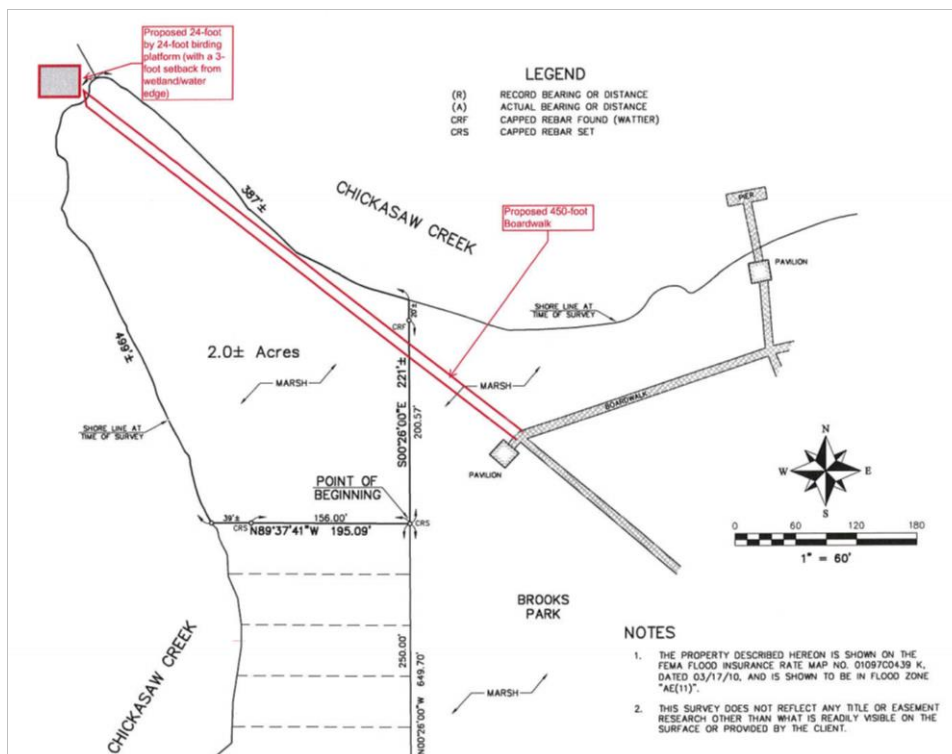 Proposed 24-foot
by 24-foot birding
platform (with a 3-
foot setback from
wetland/water
edge)
LEGEND
(R) RECORD BEARING OR DISTANCE
(A) ACTUAL BEARING OR DISTANCE
CRF CAPPED REBAR FOUND (WATTIER)
CRS CAPPED REBAR SET
387'±
CHICKASAW CREEK
Proposed 450-foot
Boardwalk
PIER
PAVILION
SHORE LINE AT
TIME OF SURVEY
20'±
CRF
499'±
2.0± Acres
MARSH
S00°26'00"E 221'±
200.57'
MARSH
BOARDWALK
SHORE LINE AT
TIME OF SURVEY
PAVILION
POINT OF
BEGINNING
39'±
CRS
156.00'
CRS
N89°37'41"W 195.09'
N
W E
S
0 60 120 180
1" = 60'
BROOKS
PARK
CHICKASAW CREEK
250.00'
N00°26'00"W 649.70'
MARSH
NOTES
1. THE PROPERTY DESCRIBED HEREON IS SHOWN ON THE
FEMA FLOOD INSURANCE RATE MAP NO. 01097C0439 K,
DATED 03/17/10, AND IS SHOWN TO BE IN FLOOD ZONE
"AE(11)".
2. THIS SURVEY DOES NOT REFLECT ANY TITLE OR EASEMENT
RESEARCH OTHER THAN WHAT IS READILY VISIBLE ON THE
SURFACE OR PROVIDED BY THE CLIENT.